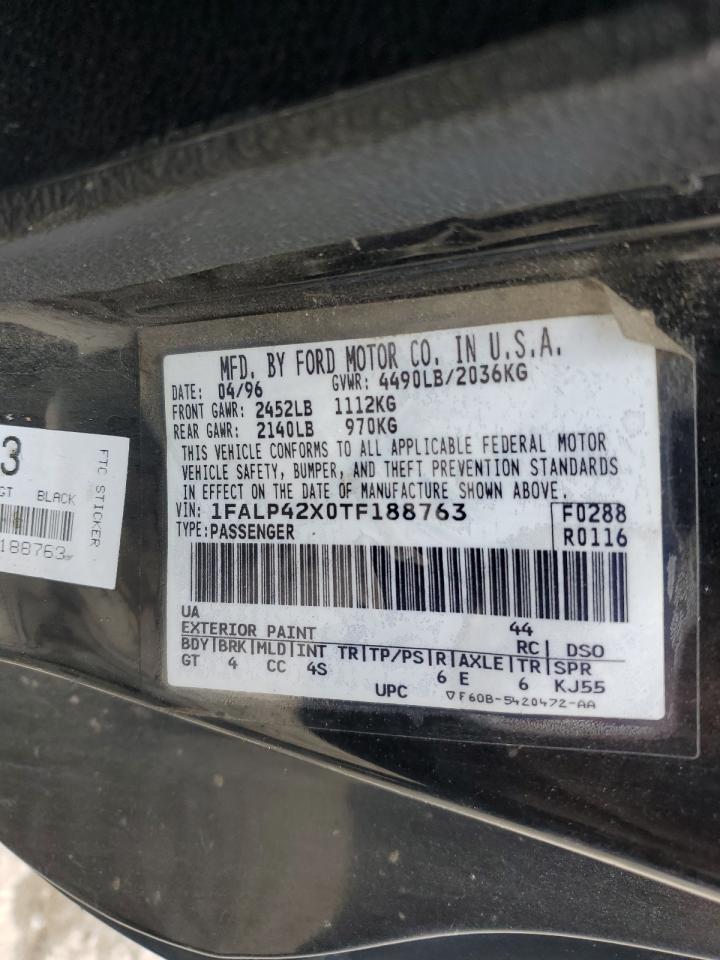 MFD. BY FORD MOTOR CO. IN U.S.A.
DATE: 04/96 GVWR: 4490LB/2036KG
FRONT GAWR: 2452LB 1112KG
REAR GAWR: 2140LB 970KG
THIS VEHICLE CONFORMS TO ALL APPLICABLE FEDERAL MOTOR
VEHICLE SAFETY, BUMPER, AND THEFT PREVENTION STANDARDS
IN EFFECT ON THE DATE OF MANUFACTURE SHOWN ABOVE.
VIN: 1FALP42X0TF188763 F0288
TYPE: PASSENGER R0116
UA 44
EXTERIOR PAINT RC| DSO
BDY|BRK|MLD|INT TR|TP/PS|R|AXLE|TR|SPR
GT 4 CC 4S 6 E 6 KJ55
UPC ▽F60B-5420472-AA
3
GT BLACK
188763
FTC STICKER